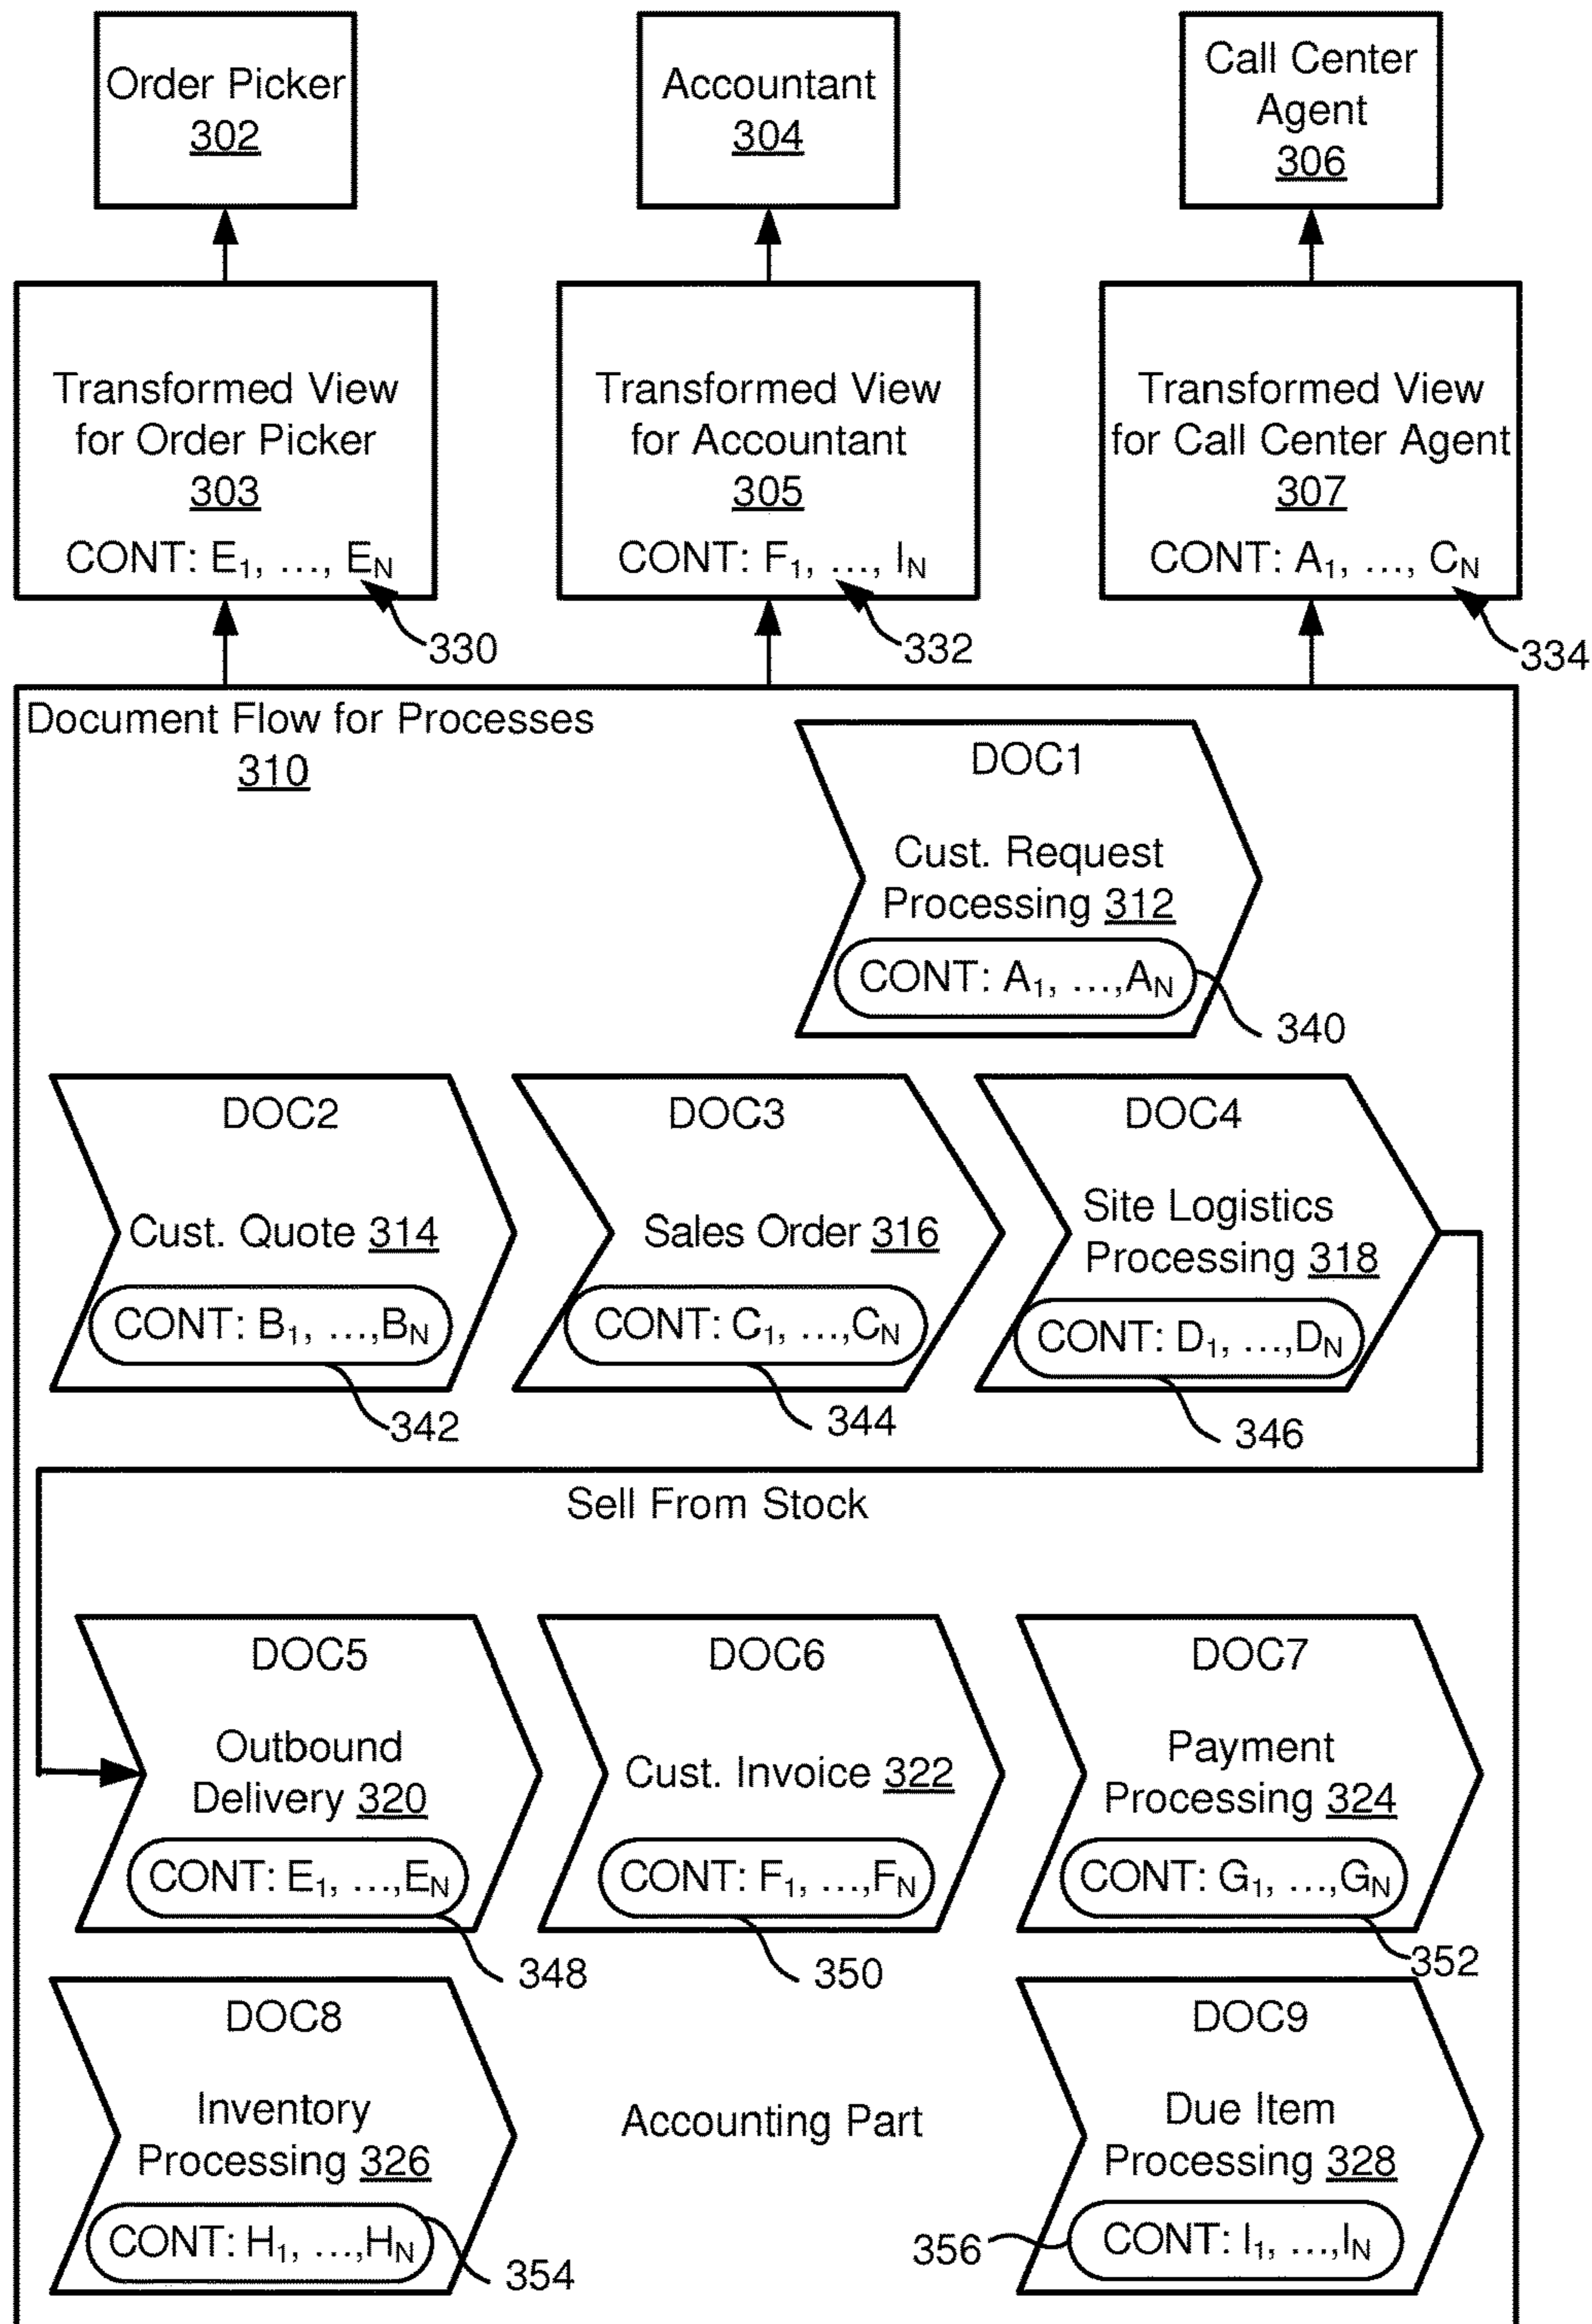 Order Picker
302
Accountant
304
Call Center
Agent
306
Transformed View
for Order Picker
303
CONT: E1, ..., EN
330
Transformed View
for Accountant
305
CONT: F1, ..., IN
332
Transformed View
for Call Center Agent
307
CONT: A1, ..., CN
334
Document Flow for Processes
310
DOC1
Cust. Request
Processing 312
CONT: A1, ...,AN
340
DOC2
Cust. Quote 314
CONT: B1, ...,BN
342
DOC3
Sales Order 316
CONT: C1, ...,CN
344
DOC4
Site Logistics
Processing 318
CONT: D1, ...,DN
346
Sell From Stock
DOC5
Outbound
Delivery 320
CONT: E1, ...,EN
348
DOC6
Cust. Invoice 322
CONT: F1, ...,FN
350
DOC7
Payment
Processing 324
CONT: G1, ...,GN
352
DOC8
Inventory
Processing 326
CONT: H1, ...,HN
354
Accounting Part
DOC9
Due Item
Processing 328
CONT: I1, ...,IN
356